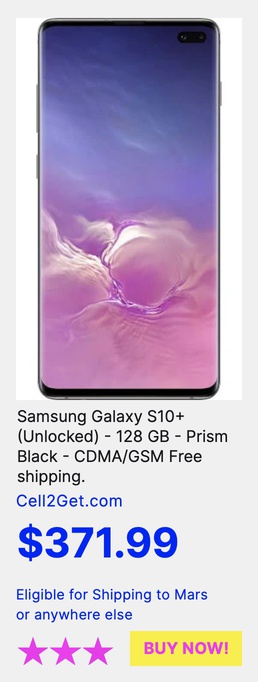 Samsung Galaxy S10+
(Unlocked) - 128 GB - Prism
Black - CDMA/GSM Free
shipping.
Cell2Get.com
$371.99
Eligible for Shipping to Mars
or anywhere else
BUY NOW!